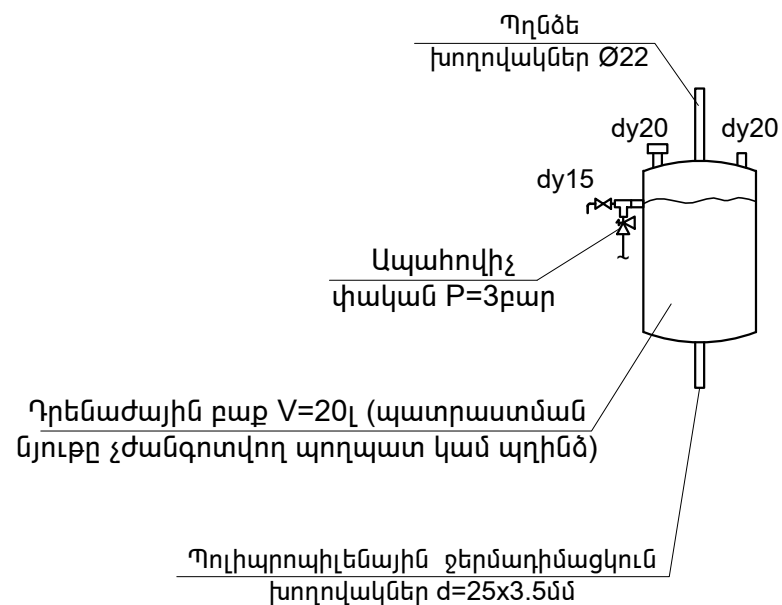 Պղնձե
խողովակներ Ø22
dy20
dy20
dy15
Ապահովիչ
փական P=3բար
Դրենաժային բաք V=20լ (պատրաստման
նյութը չժանգոտվող պողպատ կամ պղինձ)
Պոլիպրոպիլենային ջերմադիմացկուն
խողովակներ d=25x3.5մմ